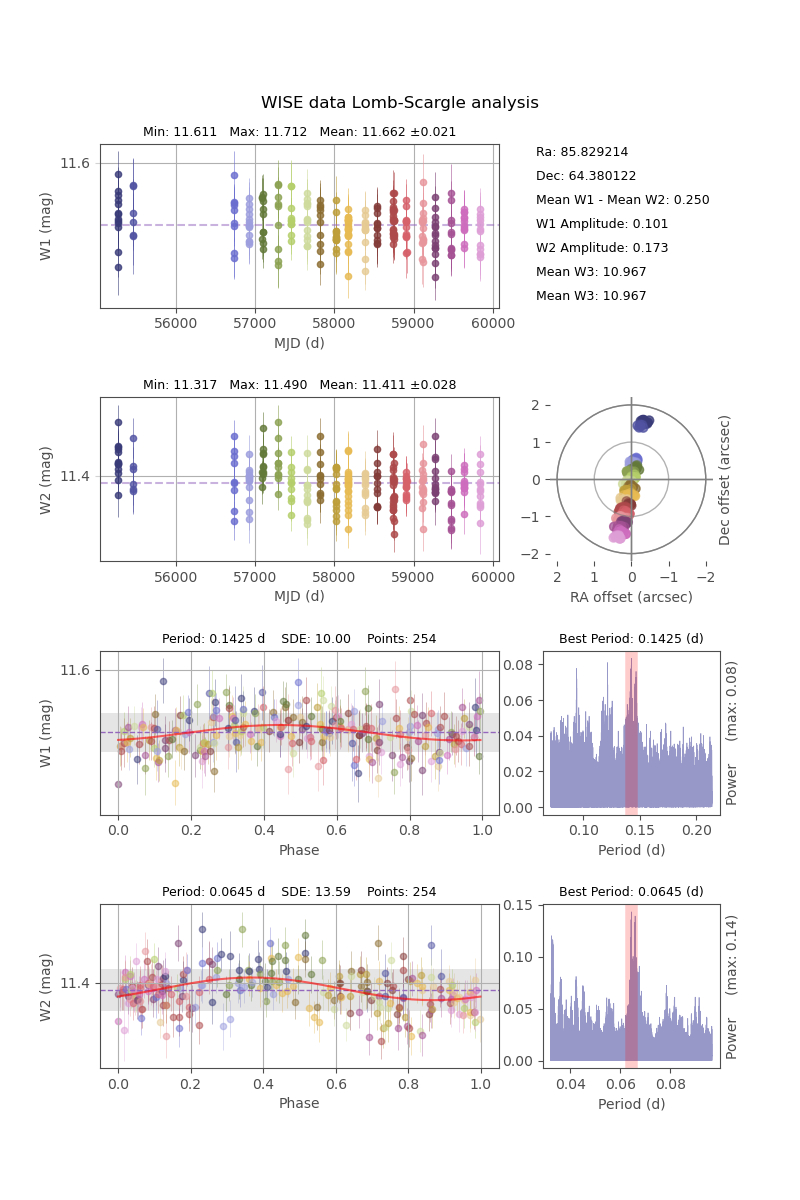 WISE data Lomb-Scargle analysis
Min: 11.611   Max: 11.712   Mean: 11.662 ±0.021
11.6
W1 (mag)
56000 57000 58000 59000 60000
MJD (d)
Ra: 85.829214
Dec: 64.380122
Mean W1 - Mean W2: 0.250
W1 Amplitude: 0.101
W2 Amplitude: 0.173
Mean W3: 10.967
Mean W3: 10.967
Min: 11.317   Max: 11.490   Mean: 11.411 ±0.028
11.4
W2 (mag)
56000 57000 58000 59000 60000
MJD (d)
2
1
0
−1
−2
2 1 0 −1 −2
RA offset (arcsec)
Dec offset (arcsec)
Period: 0.1425 d    SDE: 10.00    Points: 254
11.6
W1 (mag)
0.0 0.2 0.4 0.6 0.8 1.0
Phase
Best Period: 0.1425 (d)
0.08
0.06
0.04
0.02
0.00
0.10 0.15 0.20
Period (d)
Power     (max: 0.08)
Period: 0.0645 d    SDE: 13.59    Points: 254
11.4
W2 (mag)
0.0 0.2 0.4 0.6 0.8 1.0
Phase
Best Period: 0.0645 (d)
0.15
0.10
0.05
0.00
0.04 0.06 0.08
Period (d)
Power     (max: 0.14)